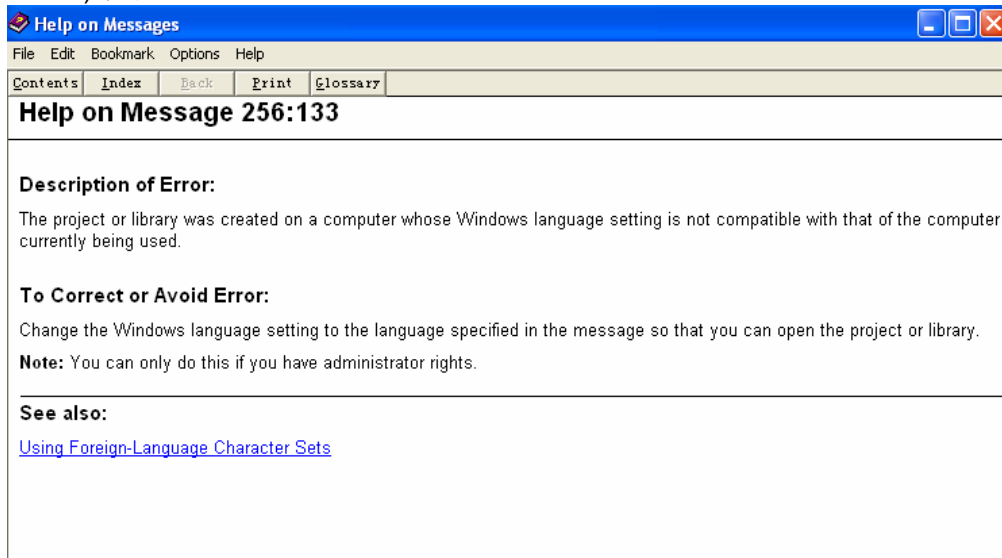 Help on Messages
File Edit Bookmark Options Help
Contents Index Back Print Glossary
Help on Message 256:133
Description of Error:
The project or library was created on a computer whose Windows language setting is not compatible with that of the computer
currently being used.
To Correct or Avoid Error:
Change the Windows language setting to the language specified in the message so that you can open the project or library.
Note: You can only do this if you have administrator rights.
See also:
Using Foreign-Language Character Sets